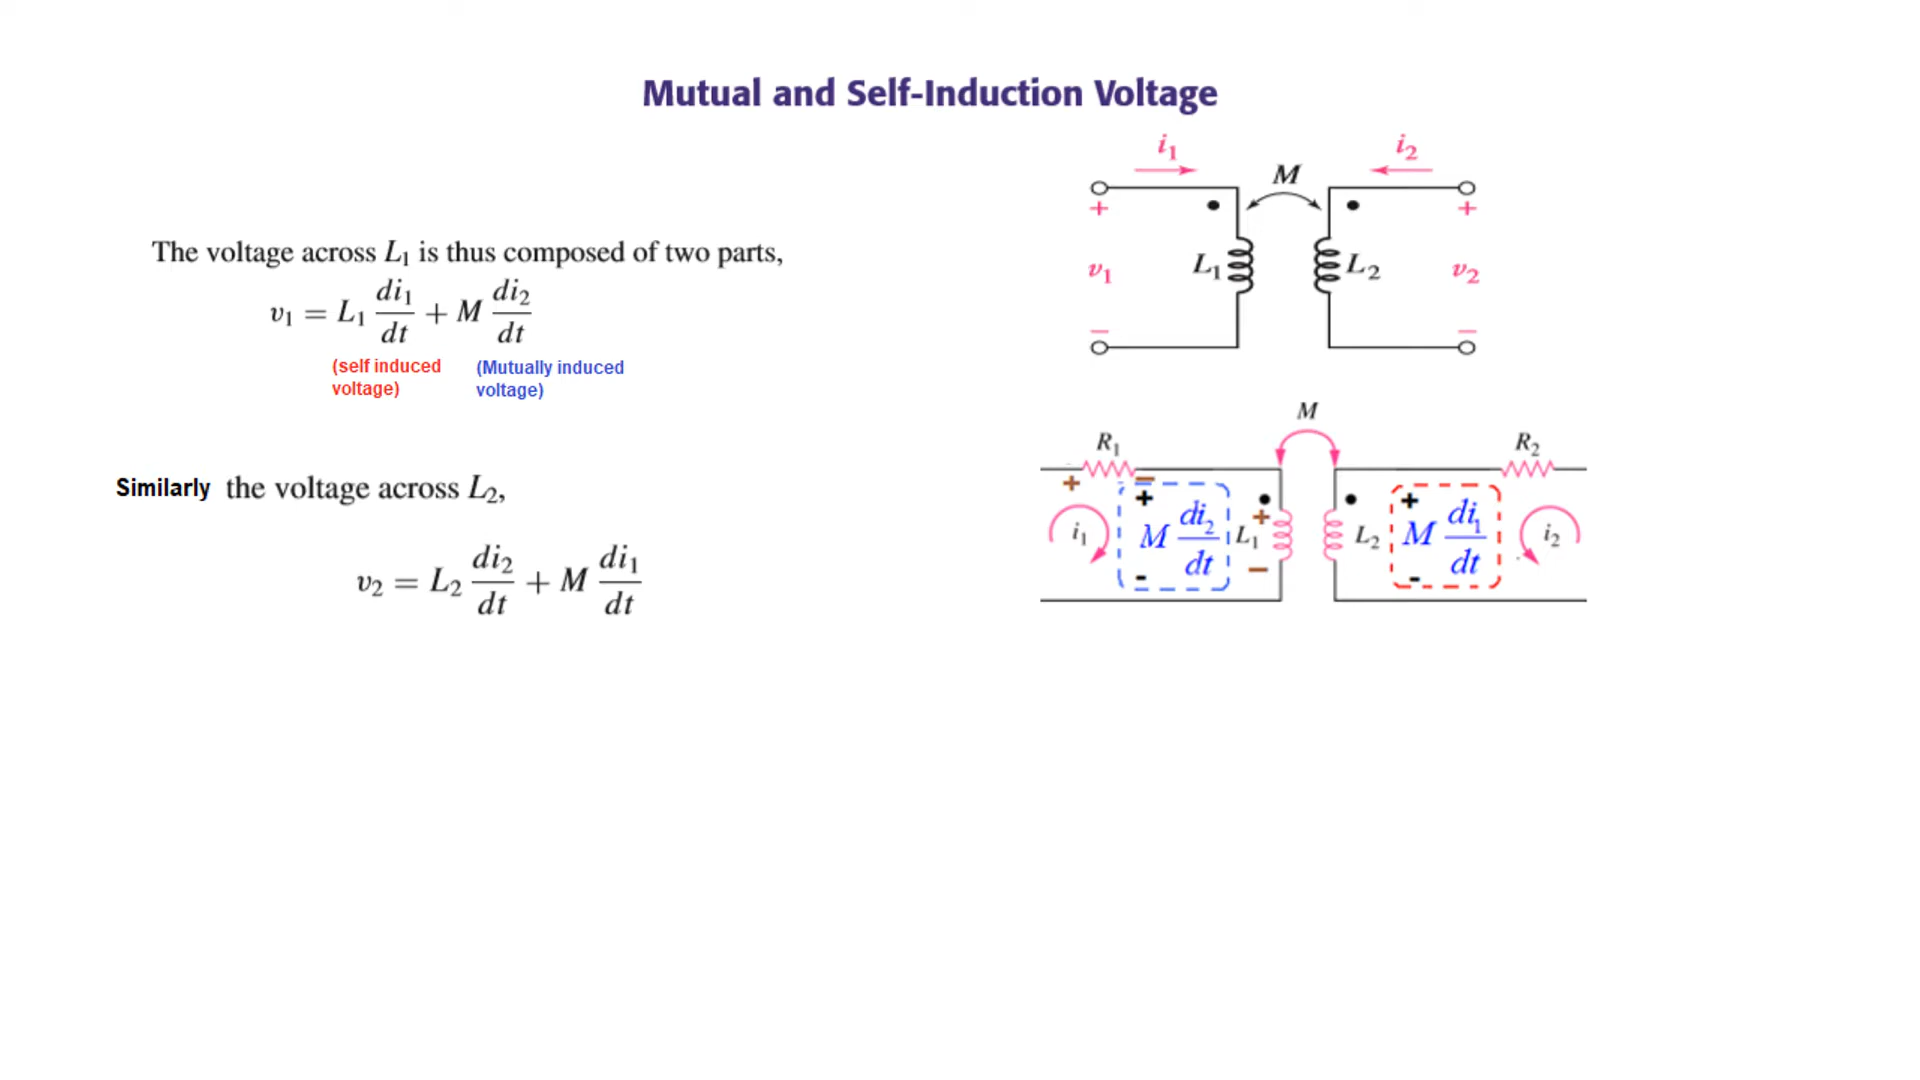 Mutual and Self-Induction Voltage
i₁ M i₂
+ +
v₁ L₁ L₂ v₂
− −
The voltage across L₁ is thus composed of two parts,
v₁ = L₁ di₁/dt + M di₂/dt
(self induced voltage)
(Mutually induced voltage)
Similarly the voltage across L₂,
v₂ = L₂ di₂/dt + M di₁/dt
M
R₁ R₂
+ − + +
i₁ M di₂/dt L₁ + L₂ M di₁/dt i₂
- − -